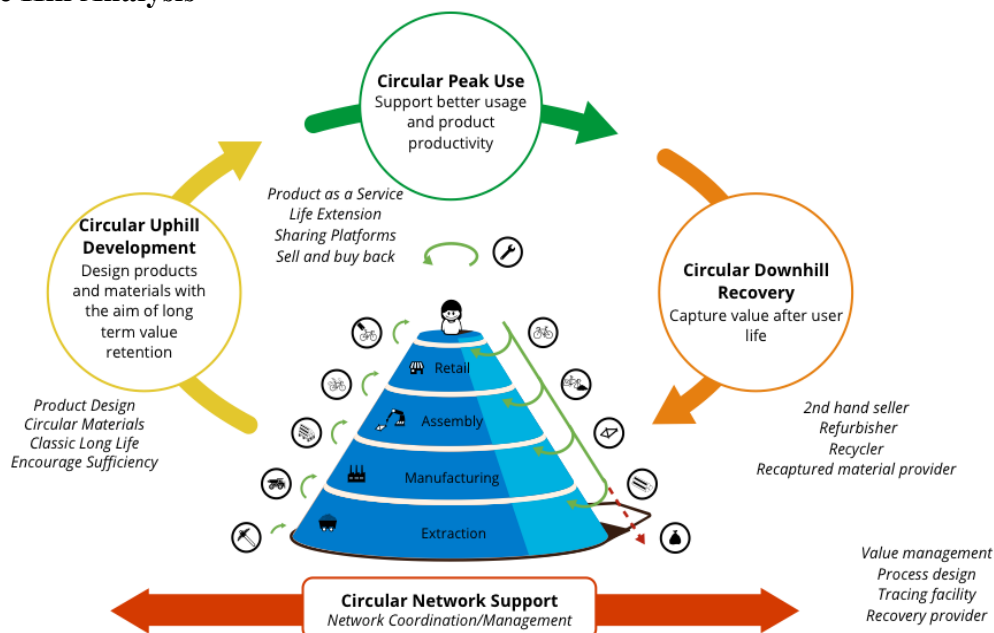 Circular Peak Use
Support better usage
and product
productivity
Product as a Service
Life Extension
Sharing Platforms
Sell and buy back
Circular Uphill
Development
Design products
and materials with
the aim of long
term value
retention
Circular Downhill
Recovery
Capture value after user
life
Product Design
Circular Materials
Classic Long Life
Encourage Sufficiency
Retail
Assembly
Manufacturing
Extraction
2nd hand seller
Refurbisher
Recycler
Recaptured material provider
Value management
Process design
Tracing facility
Recovery provider
Circular Network Support
Network Coordination/Management